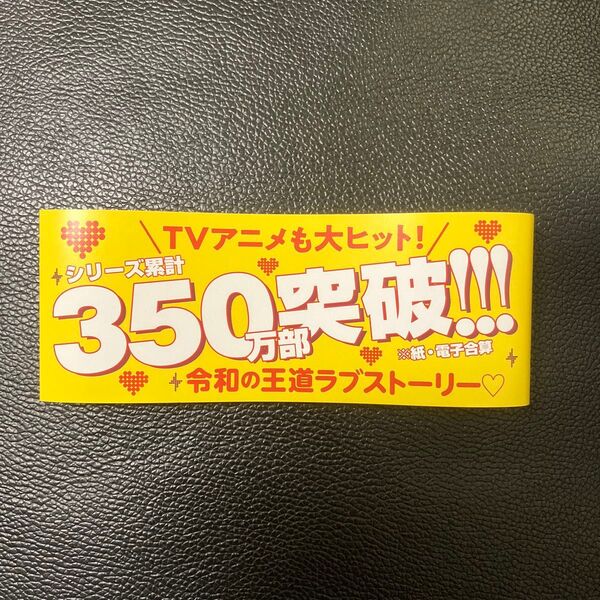 TVアニメも大ヒット!
シリーズ累計
350万部突破!!!
※紙・電子合算
令和の王道ラブストーリー♡